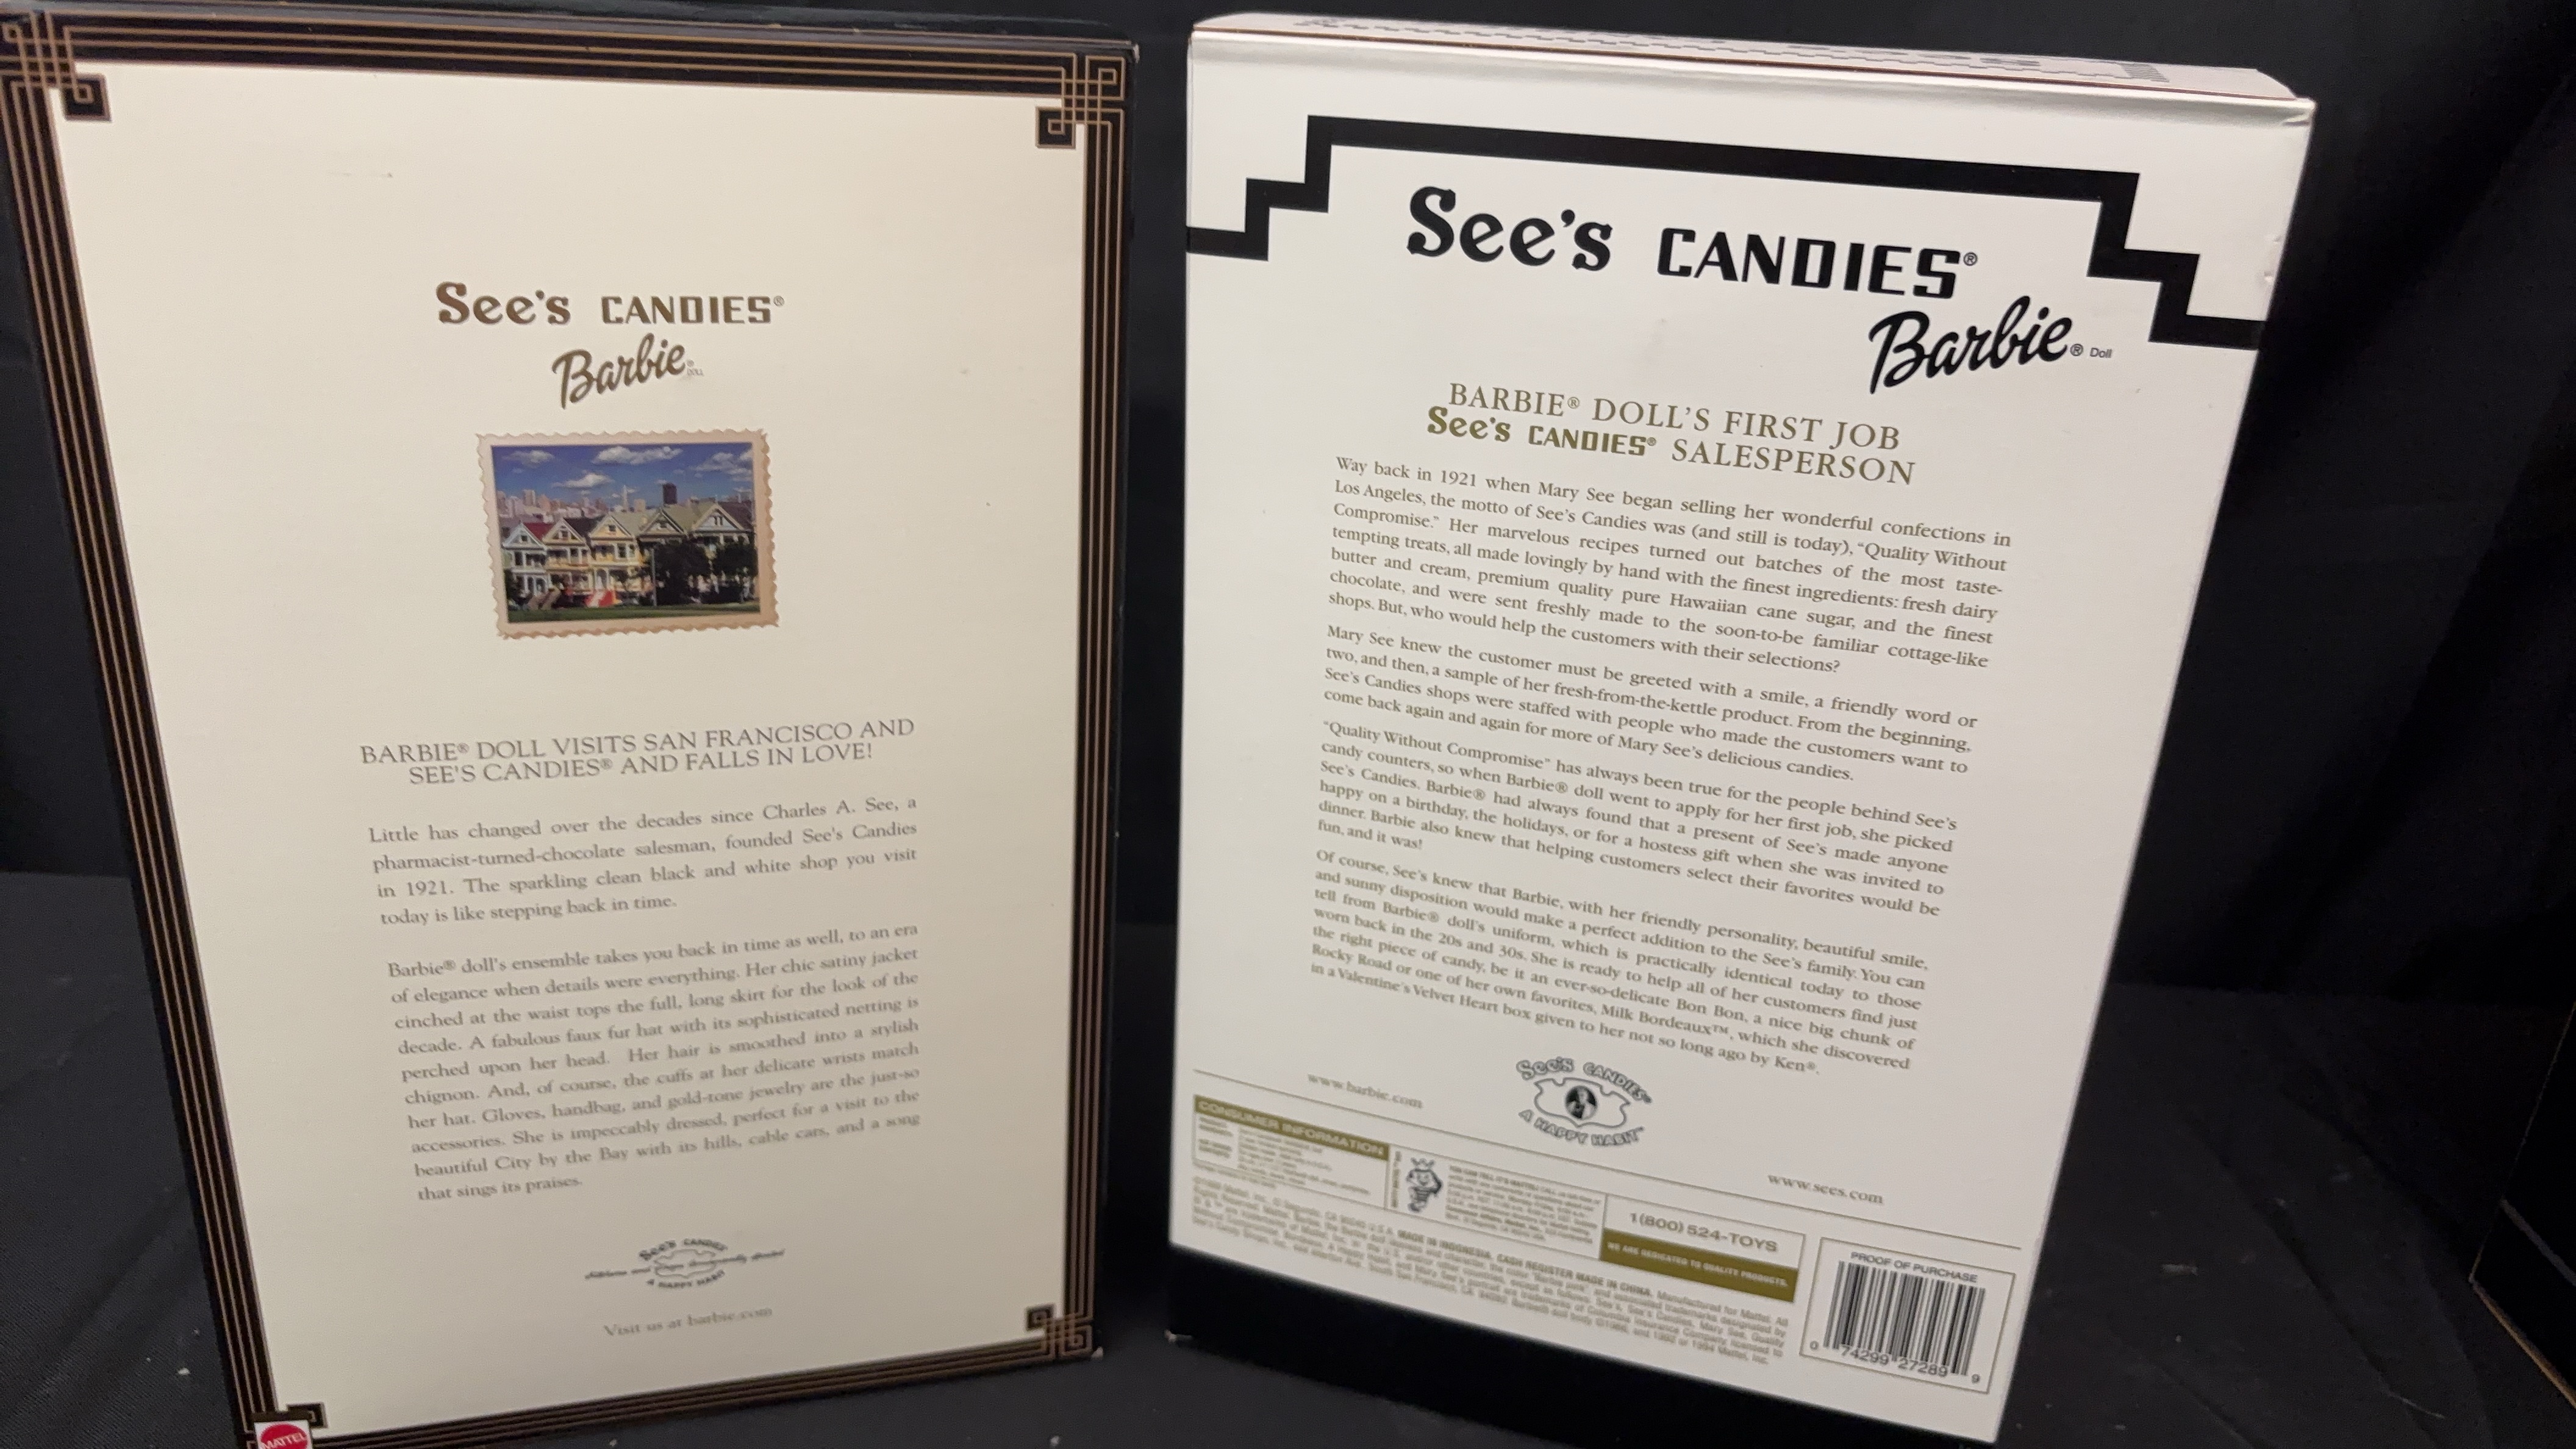 See's CANDIES®
Barbie® DOLL
BARBIE® DOLL VISITS SAN FRANCISCO AND
SEE'S CANDIES® AND FALLS IN LOVE!
Little has changed over the decades since Charles A. See, a
pharmacist-turned-chocolate salesman, founded See's Candies
in 1921. The sparkling clean black and white shop you visit
today is like stepping back in time.
Barbie® doll's ensemble takes you back in time as well, to an era
of elegance when details were everything. Her chic satiny jacket
cinched at the waist tops the full, long skirt for the look of the
decade. A fabulous faux fur hat with its sophisticated netting is
perched upon her head. Her hair is smoothed into a stylish
chignon. And, of course, the cuffs at her delicate wrists match
her hat. Gloves, handbag, and gold-tone jewelry are the just-so
accessories. She is impeccably dressed, perfect for a visit to the
beautiful City by the Bay with its hills, cable cars, and a song
that sings its praises.
See's CANDIES
A HAPPY HABIT
Visit us at barbie.com
MATTEL
See's CANDIES®
Barbie® Doll
BARBIE® DOLL'S FIRST JOB
See's CANDIES® SALESPERSON
Way back in 1921 when Mary See began selling her wonderful confections in
Los Angeles, the motto of See's Candies was (and still is today), "Quality Without
Compromise." Her marvelous recipes turned out batches of the most taste-
tempting treats, all made lovingly by hand with the finest ingredients: fresh dairy
butter and cream, premium quality pure Hawaiian cane sugar, and the finest
chocolate, and were sent freshly made to the soon-to-be familiar cottage-like
shops. But, who would help the customers with their selections?
Mary See knew the customer must be greeted with a smile, a friendly word or
two, and then, a sample of her fresh-from-the-kettle product. From the beginning,
See's Candies shops were staffed with people who made the customers want to
come back again and again for more of Mary See's delicious candies.
"Quality Without Compromise" has always been true for the people behind See's
candy counters, so when Barbie® doll went to apply for her first job, she picked
See's Candies. Barbie® had always found that a present of See's made anyone
happy on a birthday, the holidays, or for a hostess gift when she was invited to
dinner. Barbie also knew that helping customers select their favorites would be
fun, and it was!
Of course, See's knew that Barbie, with her friendly personality, beautiful smile,
and sunny disposition would make a perfect addition to the See's family. You can
tell from Barbie® doll's uniform, which is practically identical today to those
worn back in the 20s and 30s. She is ready to help all of her customers find just
the right piece of candy, be it an ever-so-delicate Bon Bon, a nice big chunk of
Rocky Road or one of her own favorites, Milk Bordeaux™, which she discovered
in a Valentine's Velvet Heart box given to her not so long ago by Ken®.
See's CANDIES®
A HAPPY HABIT™
www.barbie.com
www.sees.com
CONSUMER INFORMATION
1 (800) 524-TOYS
WE ARE DEDICATED TO QUALITY PRODUCTS.
MADE IN INDONESIA. CASH REGISTER MADE IN CHINA.
PROOF OF PURCHASE
0 74299 27289 9